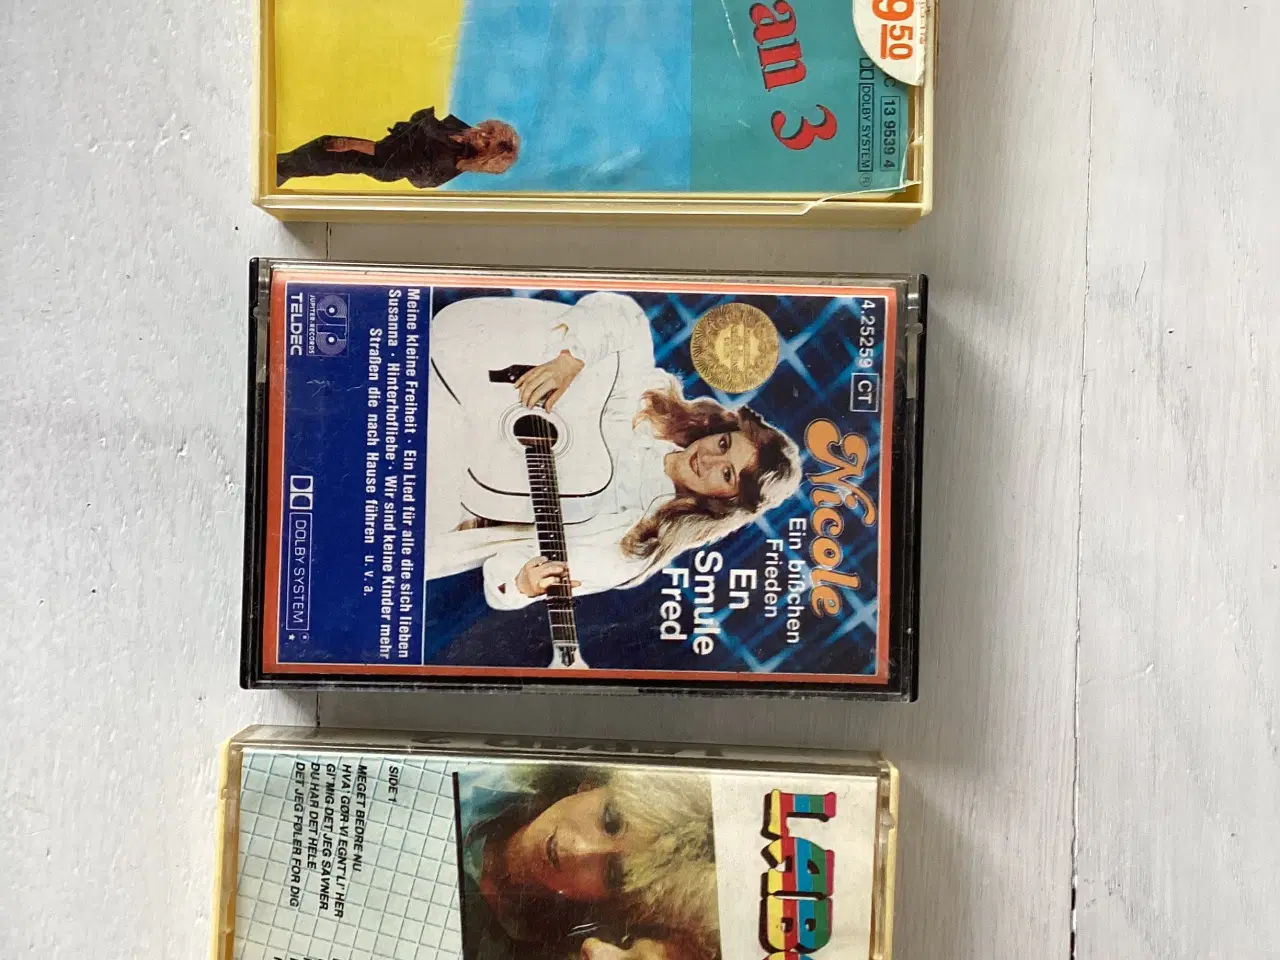 an 3
9.50
13 9539 4
DOLBY SYSTEM
4.25259 CT
Nicole
Ein bißchen
Frieden
En
Smule
Fred
Meine kleine Freiheit · Ein Lied für alle die sich lieben
Susanna · Hinterhofliebe · Wir sind keine Kinder mehr
Straßen die nach Hause führen u. v. a.
JUPITER-RECORDS
TELDEC
DOLBY SYSTEM
LAB
SIDE 1
MEGET BEDRE NU
HVA' GØR VI EGNT'LI' HER
GI' MIG DET JEG SAVNER
DU HAR DET HELE
DET JEG FØLER FOR DIG